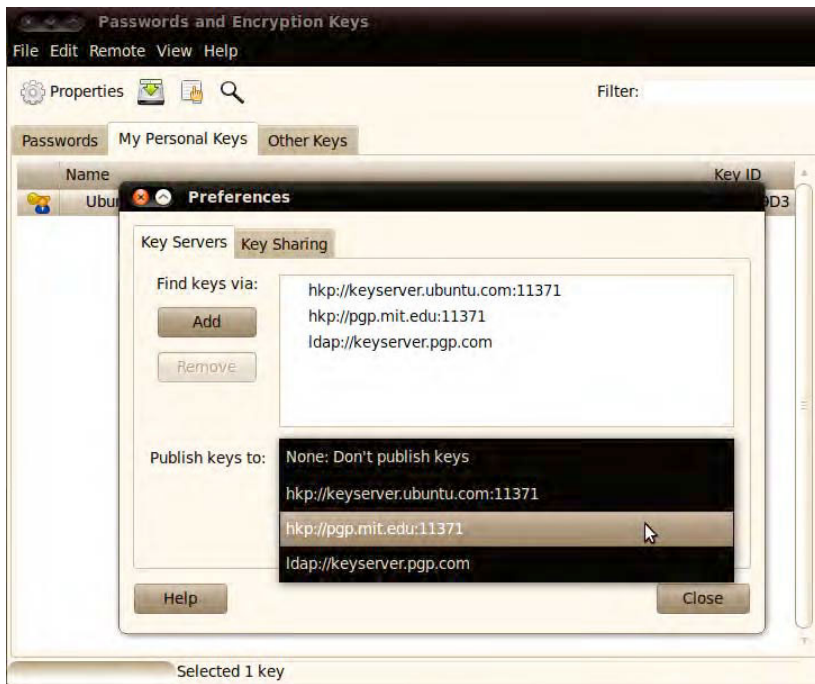 Passwords and Encryption Keys
File Edit Remote View Help
Properties
Filter:
Passwords My Personal Keys Other Keys
Name Key ID
Preferences
Key Servers Key Sharing
Find keys via:
hkp://keyserver.ubuntu.com:11371
Add
hkp://pgp.mit.edu:11371
ldap://keyserver.pgp.com
Remove
Publish keys to:
None: Don't publish keys
hkp://keyserver.ubuntu.com:11371
hkp://pgp.mit.edu:11371
ldap://keyserver.pgp.com
Help
Close
Selected 1 key